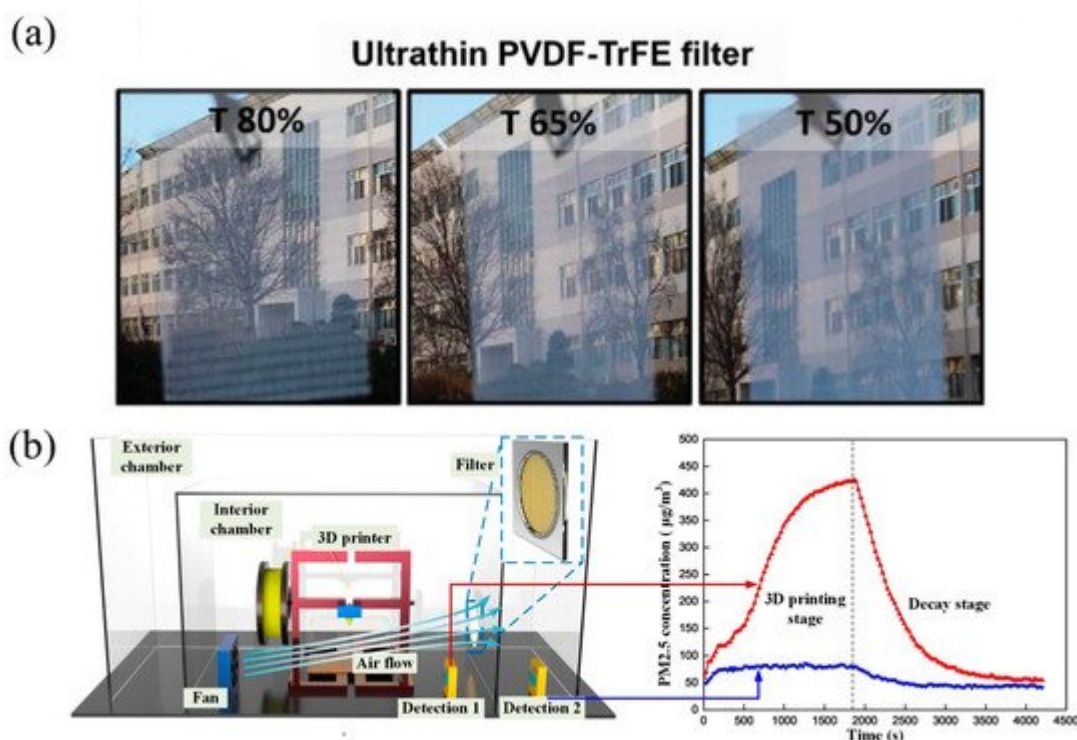 (a)
Ultrathin PVDF-TrFE filter
T 80%
T 65%
T 50%
(b)
Exterior
chamber
Interior
chamber
3D printer
Filter
Air flow
Fan
Detection 1
Detection 2
PM2.5 concentration ( μg/m³)
500
450
400
350
300
250
200
150
100
50
0
3D printing
stage
Decay stage
0
500
1000
1500
2000
2500
3000
3500
4000
4500
Time (s)